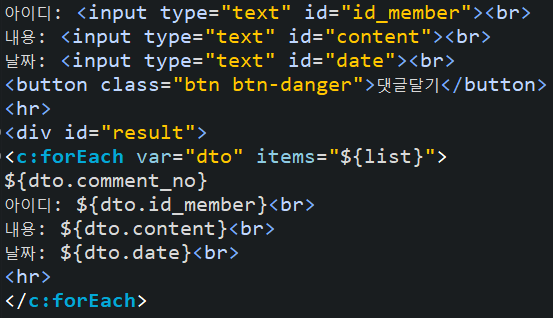 아이디: <input type="text" id="id_member"><br>
내용: <input type="text" id="content"><br>
날짜: <input type="text" id="date"><br>
<button class="btn btn-danger">댓글달기</button>
<hr>
<div id="result">
<c:forEach var="dto" items="${list}">
${dto.comment_no}
아이디: ${dto.id_member}<br>
내용: ${dto.content}<br>
날짜: ${dto.date}<br>
<hr>
</c:forEach>